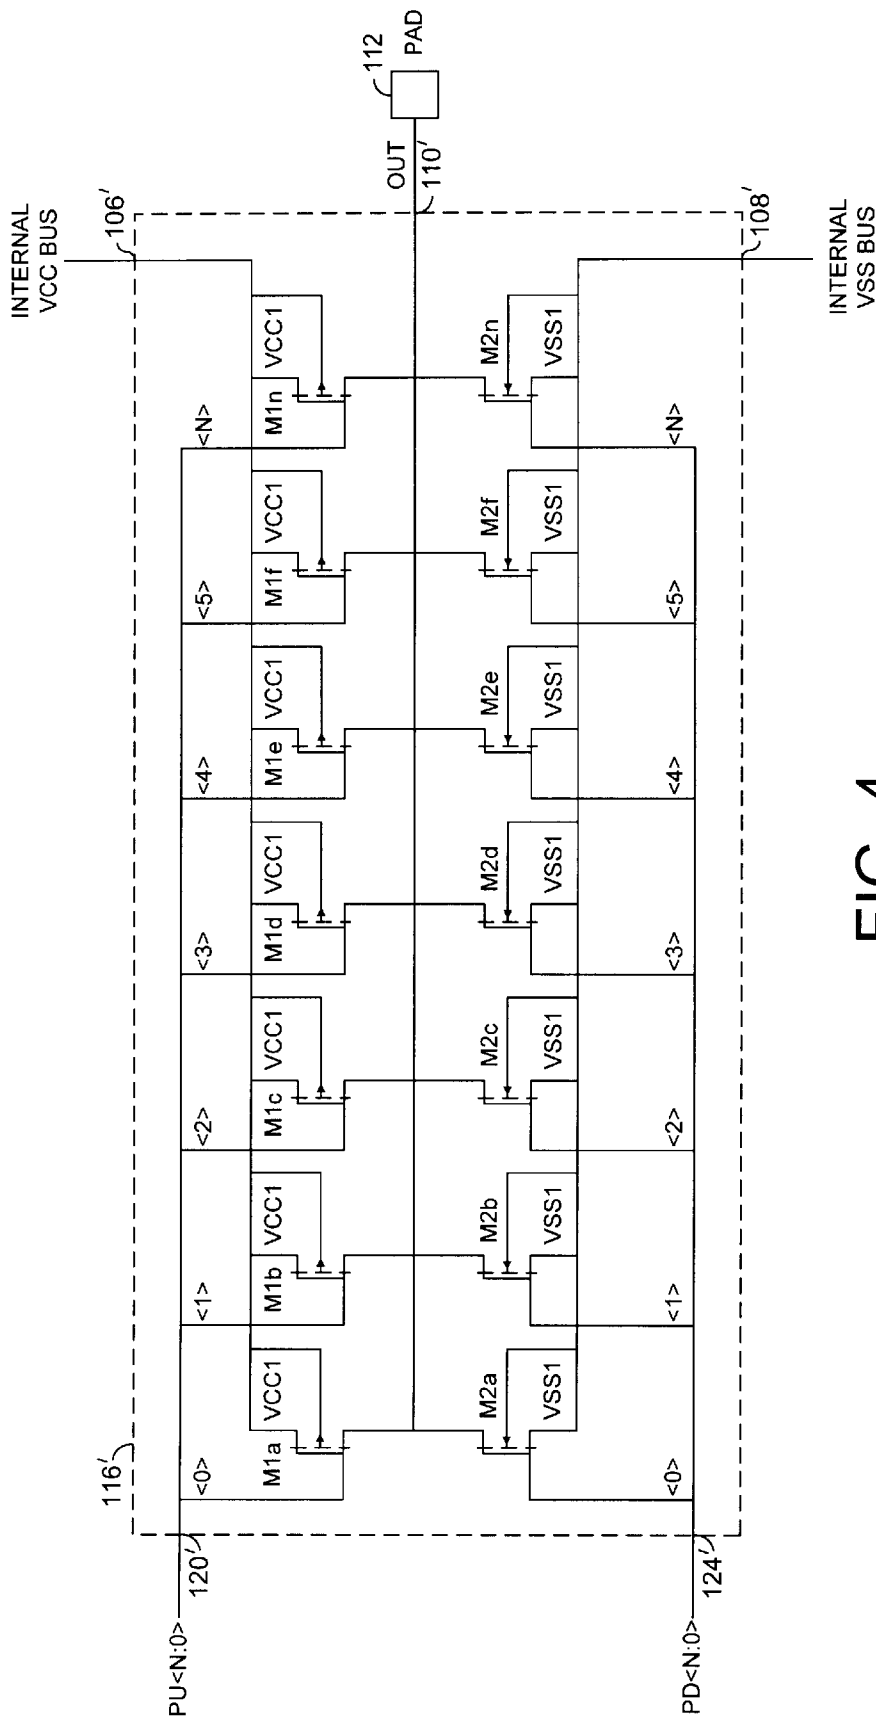 INTERNAL
VCC BUS
106'
116'
120'
PU<N:0>
<0>
<1>
<2>
<3>
<4>
<5>
<N>
M1a
VCC1
M1b
VCC1
M1c
VCC1
M1d
VCC1
M1e
VCC1
M1f
VCC1
M1n
VCC1
OUT
110'
112
PAD
M2a
VSS1
M2b
VSS1
M2c
VSS1
M2d
VSS1
M2e
VSS1
M2f
VSS1
M2n
VSS1
<0>
<1>
<2>
<3>
<4>
<5>
<N>
PD<N:0>
124'
108'
INTERNAL
VSS BUS
FIG. 4